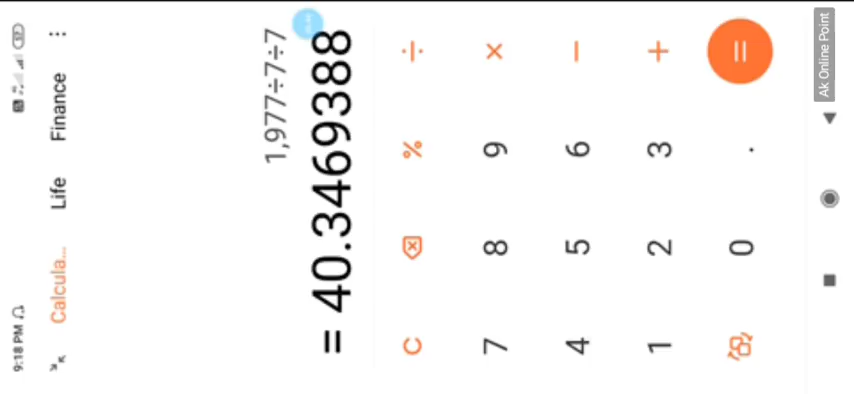 9:18 PM
Calcula... Life Finance
1,977÷7÷7
= 40.3469388
C % ÷
7 8 9 ×
4 5 6 −
1 2 3 +
0 . =
Ak Online Point